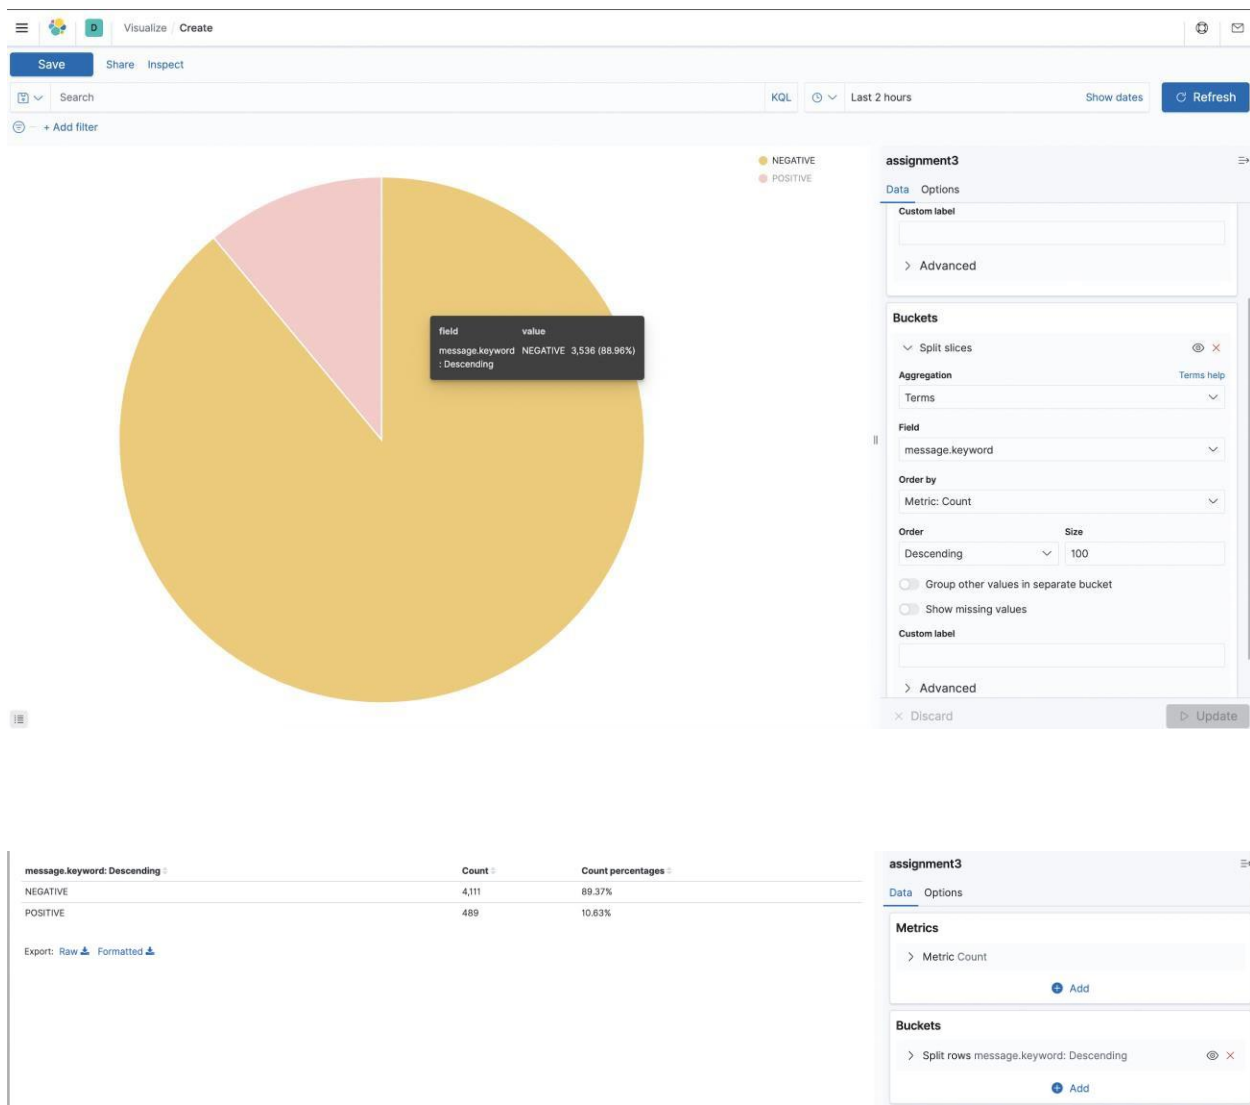 D Visualize / Create
Save Share Inspect
Search KQL Last 2 hours Show dates Refresh
+ Add filter
NEGATIVE
POSITIVE
field value
message.keyword NEGATIVE 3,536 (88.96%)
: Descending
assignment3
Data Options
Custom label
Advanced
Buckets
Split slices
Aggregation Terms help
Terms
Field
message.keyword
Order by
Metric: Count
Order Size
Descending 100
Group other values in separate bucket
Show missing values
Custom label
Advanced
Discard Update
message.keyword: Descending Count Count percentages
NEGATIVE 4,111 89.37%
POSITIVE 489 10.63%
Export: Raw Formatted
assignment3
Data Options
Metrics
Metric Count
Add
Buckets
Split rows message.keyword: Descending
Add